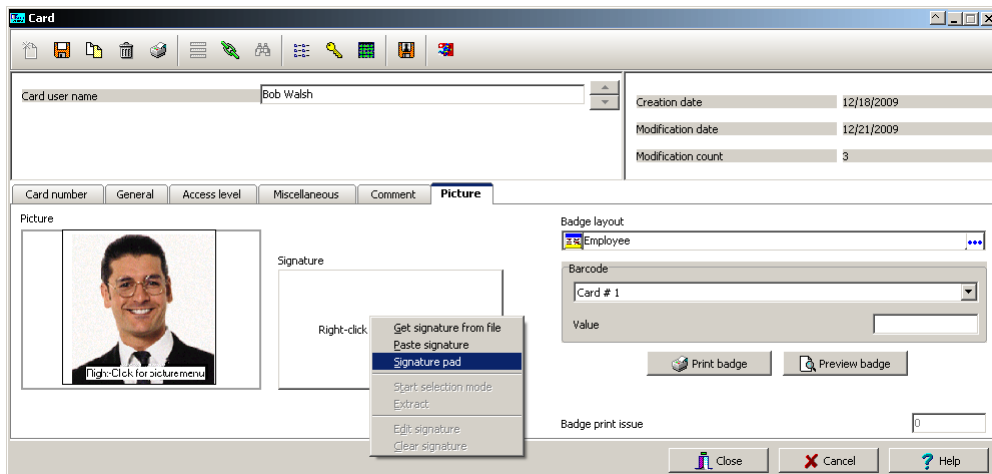 Card
Card user name
Bob Walsh
Creation date 12/18/2009
Modification date 12/21/2009
Modification count 3
Card number
General
Access level
Miscellaneous
Comment
Picture
Picture
Right-Click for picture menu
Signature
Right-click
Get signature from file
Paste signature
Signature pad
Start selection mode
Extract
Edit signature
Clear signature
Badge layout
Employee
Barcode
Card # 1
Value
Print badge
Preview badge
Badge print issue 0
Close
Cancel
Help